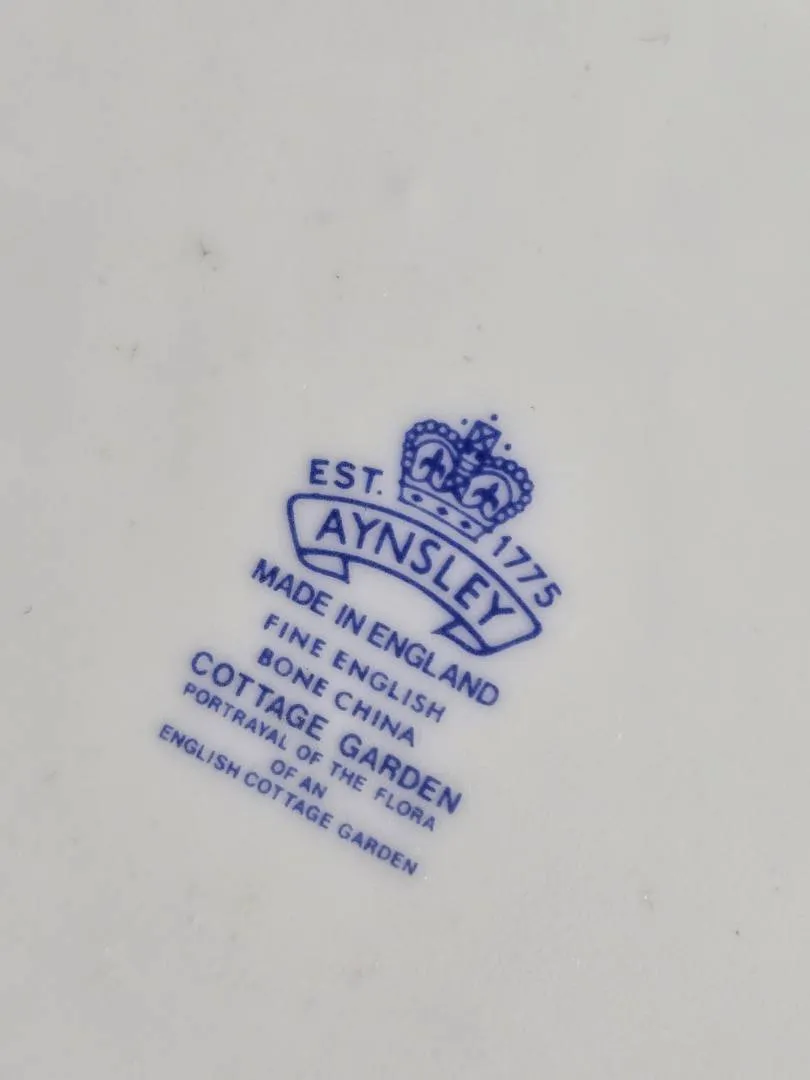 EST. 1775
AYNSLEY
MADE IN ENGLAND
FINE ENGLISH
BONE CHINA
COTTAGE GARDEN
PORTRAYAL OF THE FLORA
OF AN
ENGLISH COTTAGE GARDEN